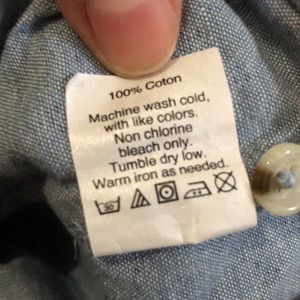 100% Coton
Machine wash cold,
with like colors.
Non chlorine
bleach only.
Tumble dry low.
Warm iron as needed.
30